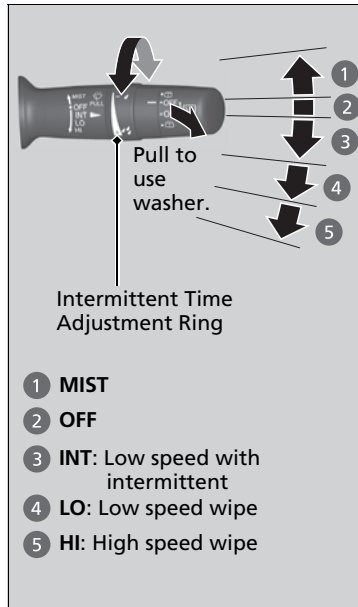 MIST
OFF
INT
LO
HI
PULL
OFF
Pull to
use
washer.
1
2
3
4
5
Intermittent Time
Adjustment Ring
1 MIST
2 OFF
3 INT: Low speed with
intermittent
4 LO: Low speed wipe
5 HI: High speed wipe